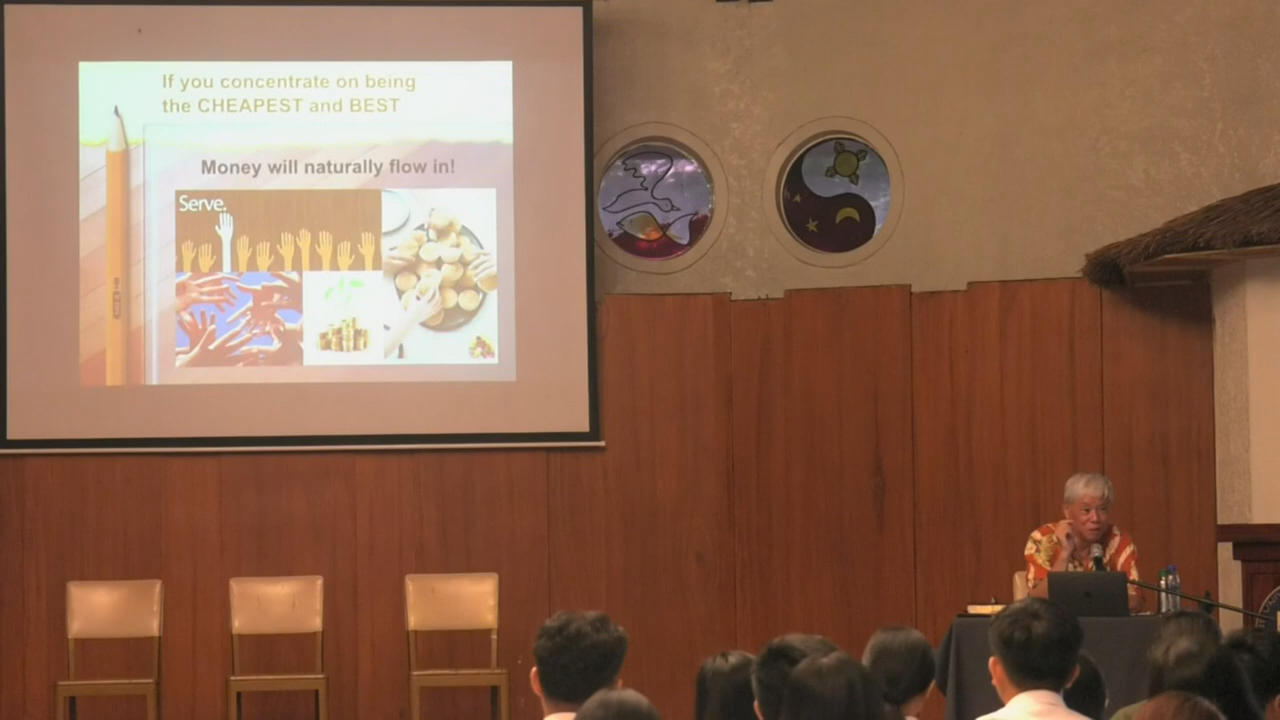 If you concentrate on being
the CHEAPEST and BEST
Money will naturally flow in!
Serve.